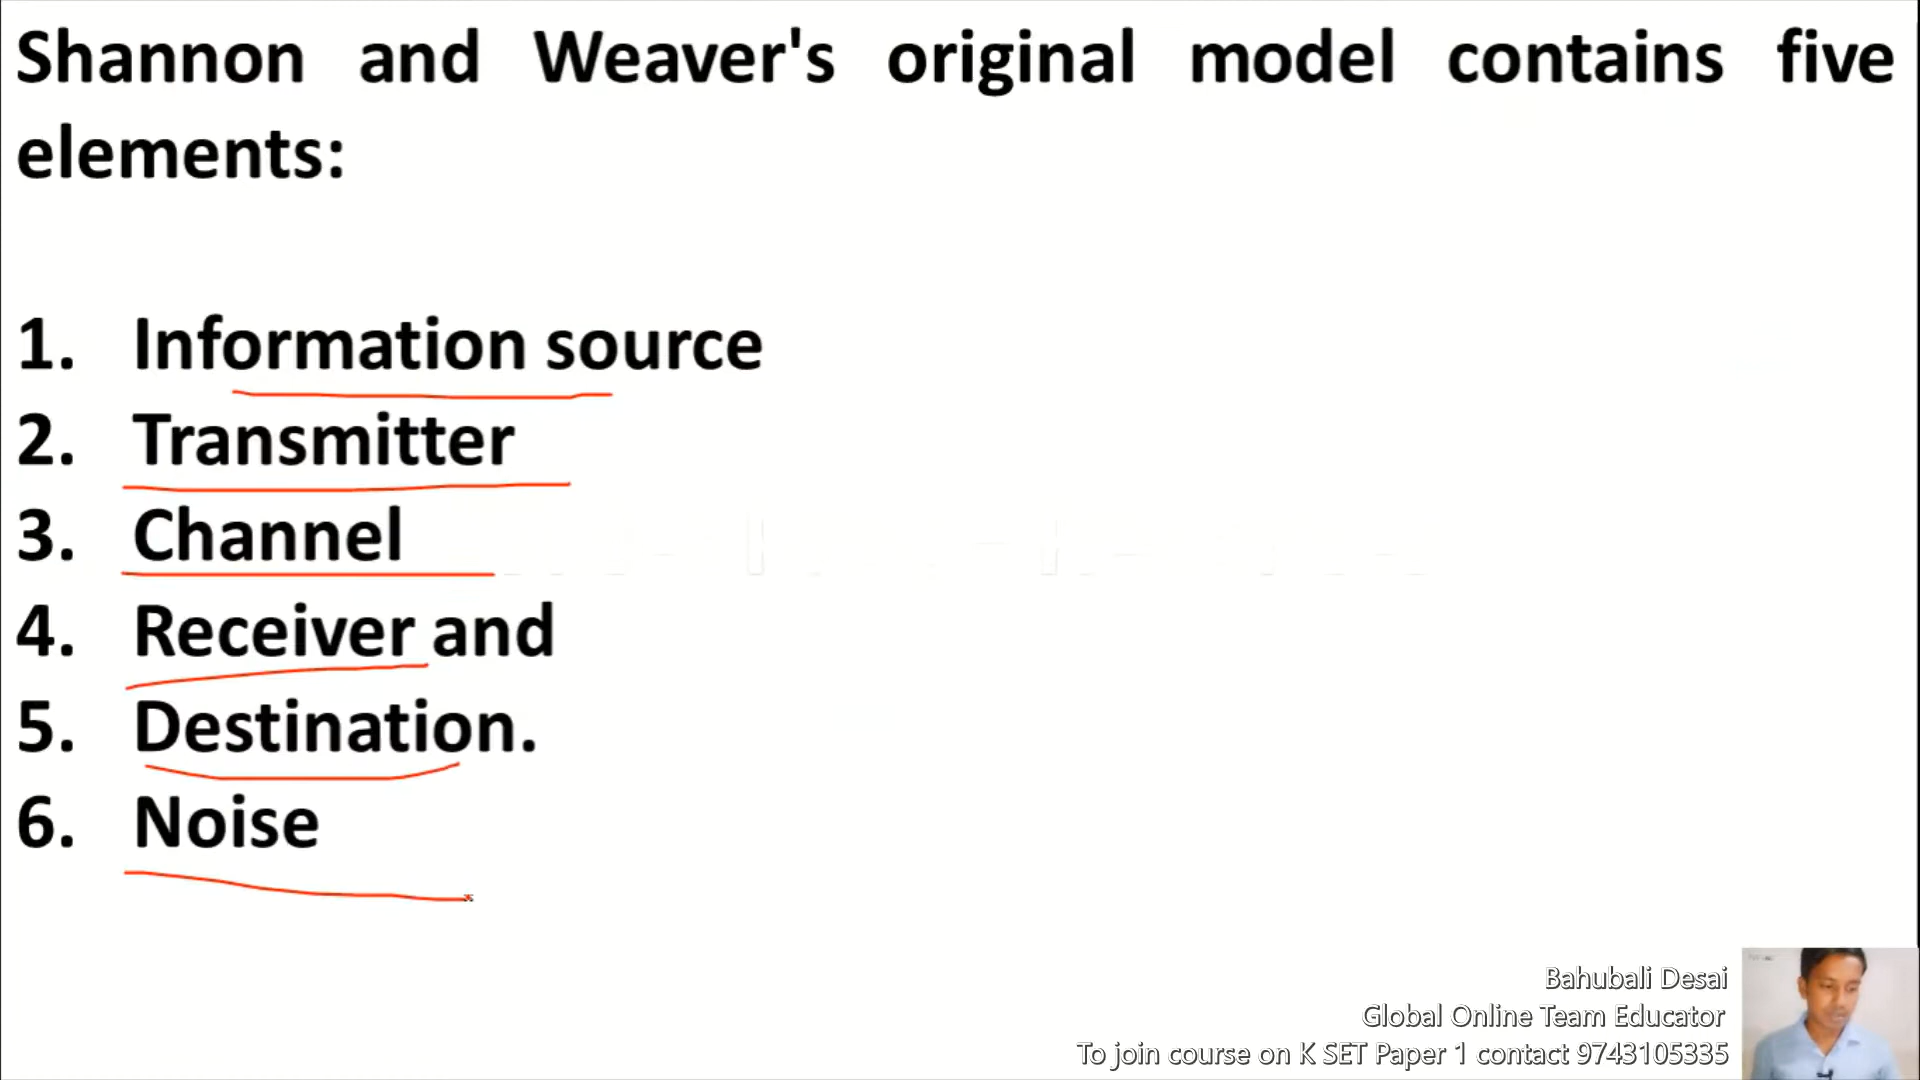 Shannon and Weaver's original model contains five
elements:
1. Information source
2. Transmitter
3. Channel
4. Receiver and
5. Destination.
6. Noise
Bahubali Desai
Global Online Team Educator
To join course on K SET Paper 1 contact 9743105335